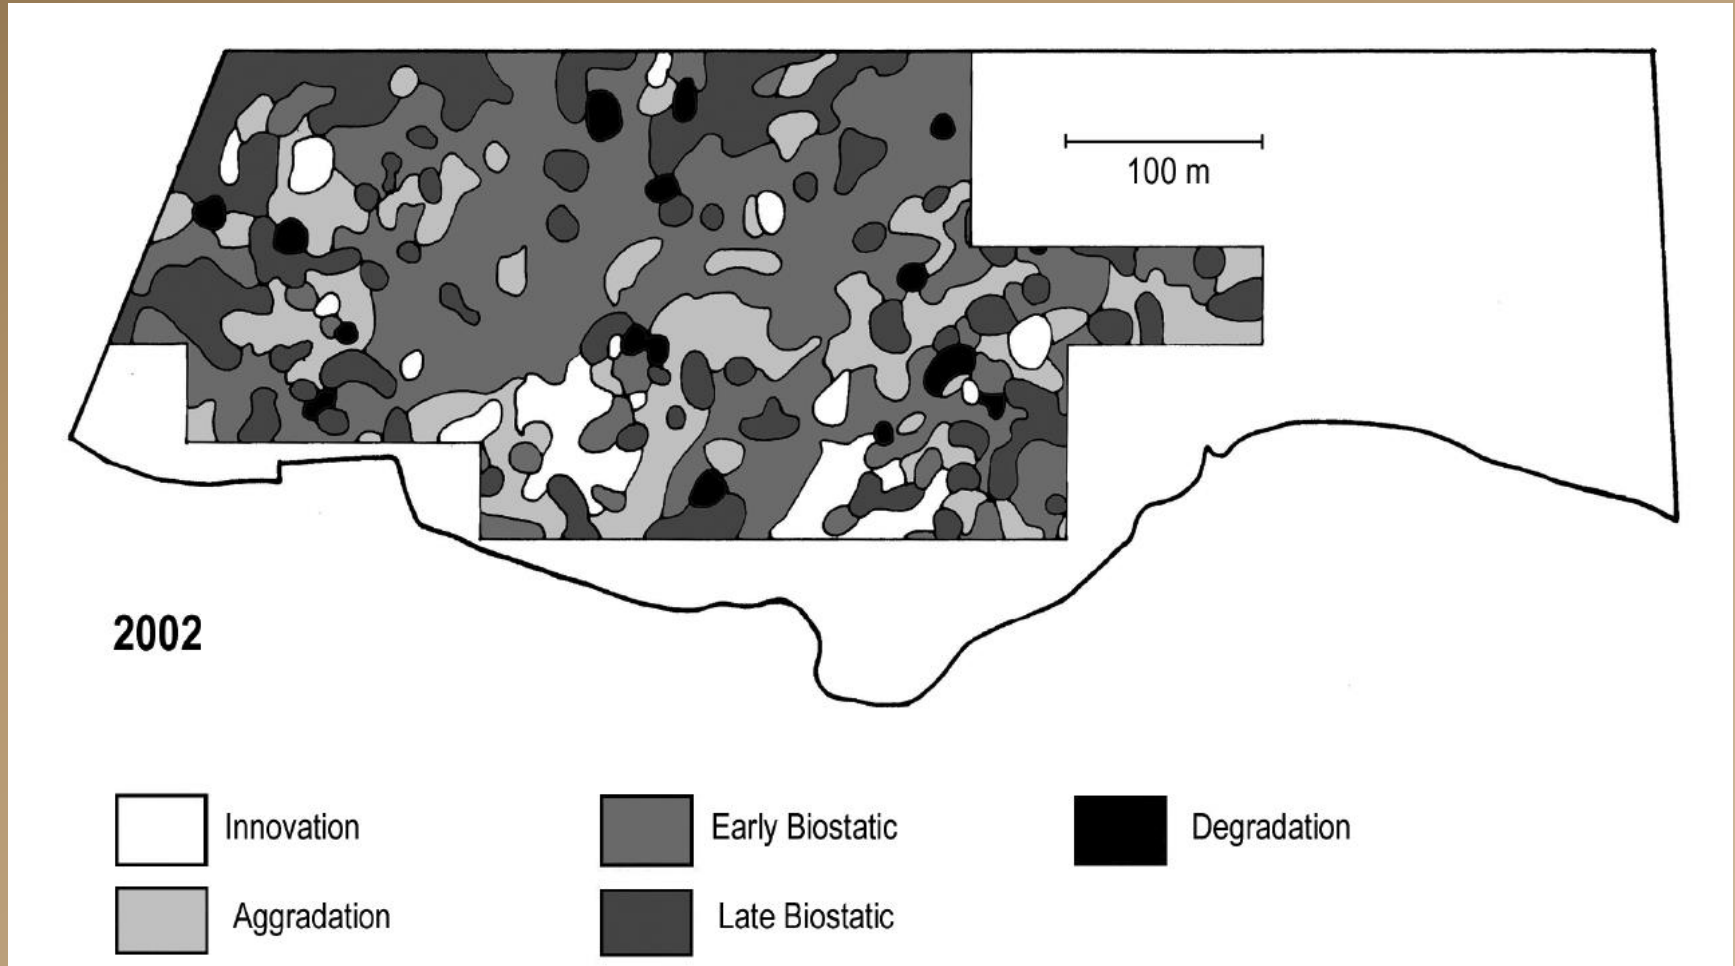 100 m
2002
Innovation
Early Biostatic
Degradation
Aggradation
Late Biostatic